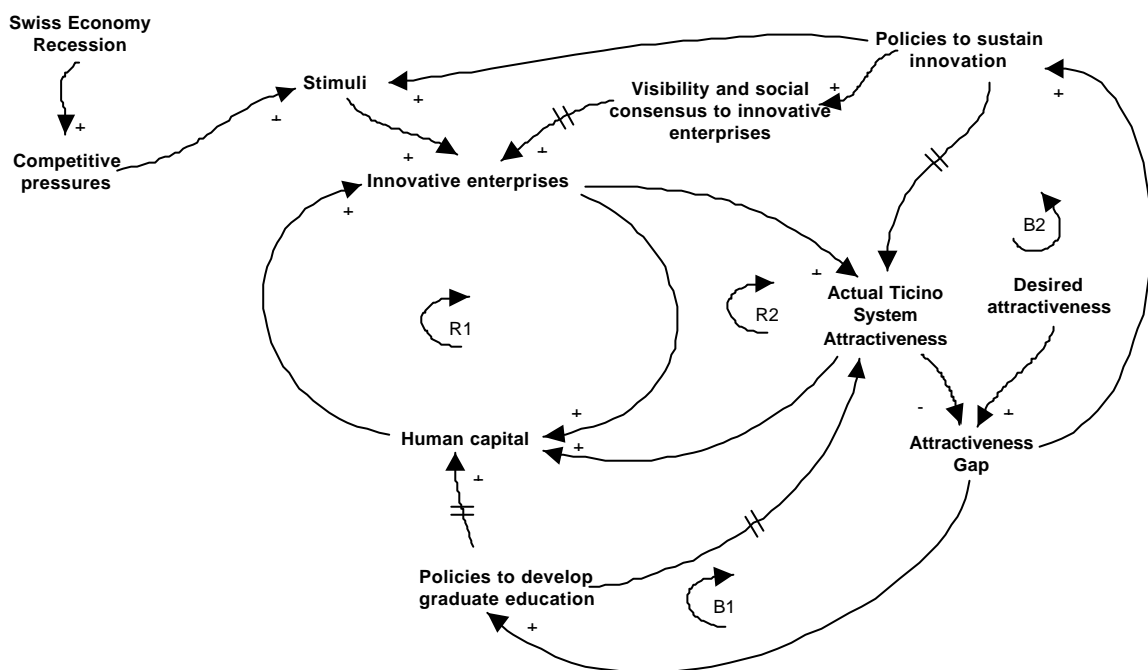 Swiss Economy
Recession
+
Competitive
pressures
+
Stimuli
+
+
Policies to sustain
innovation
+
+
Visibility and social
consensus to innovative
enterprises
+
Innovative enterprises
+
+
B2
R1
R2
Actual Ticino
System
Attractiveness
Desired
attractiveness
-
+
Attractiveness
Gap
+
+
Human capital
+
Policies to develop
graduate education
+
B1